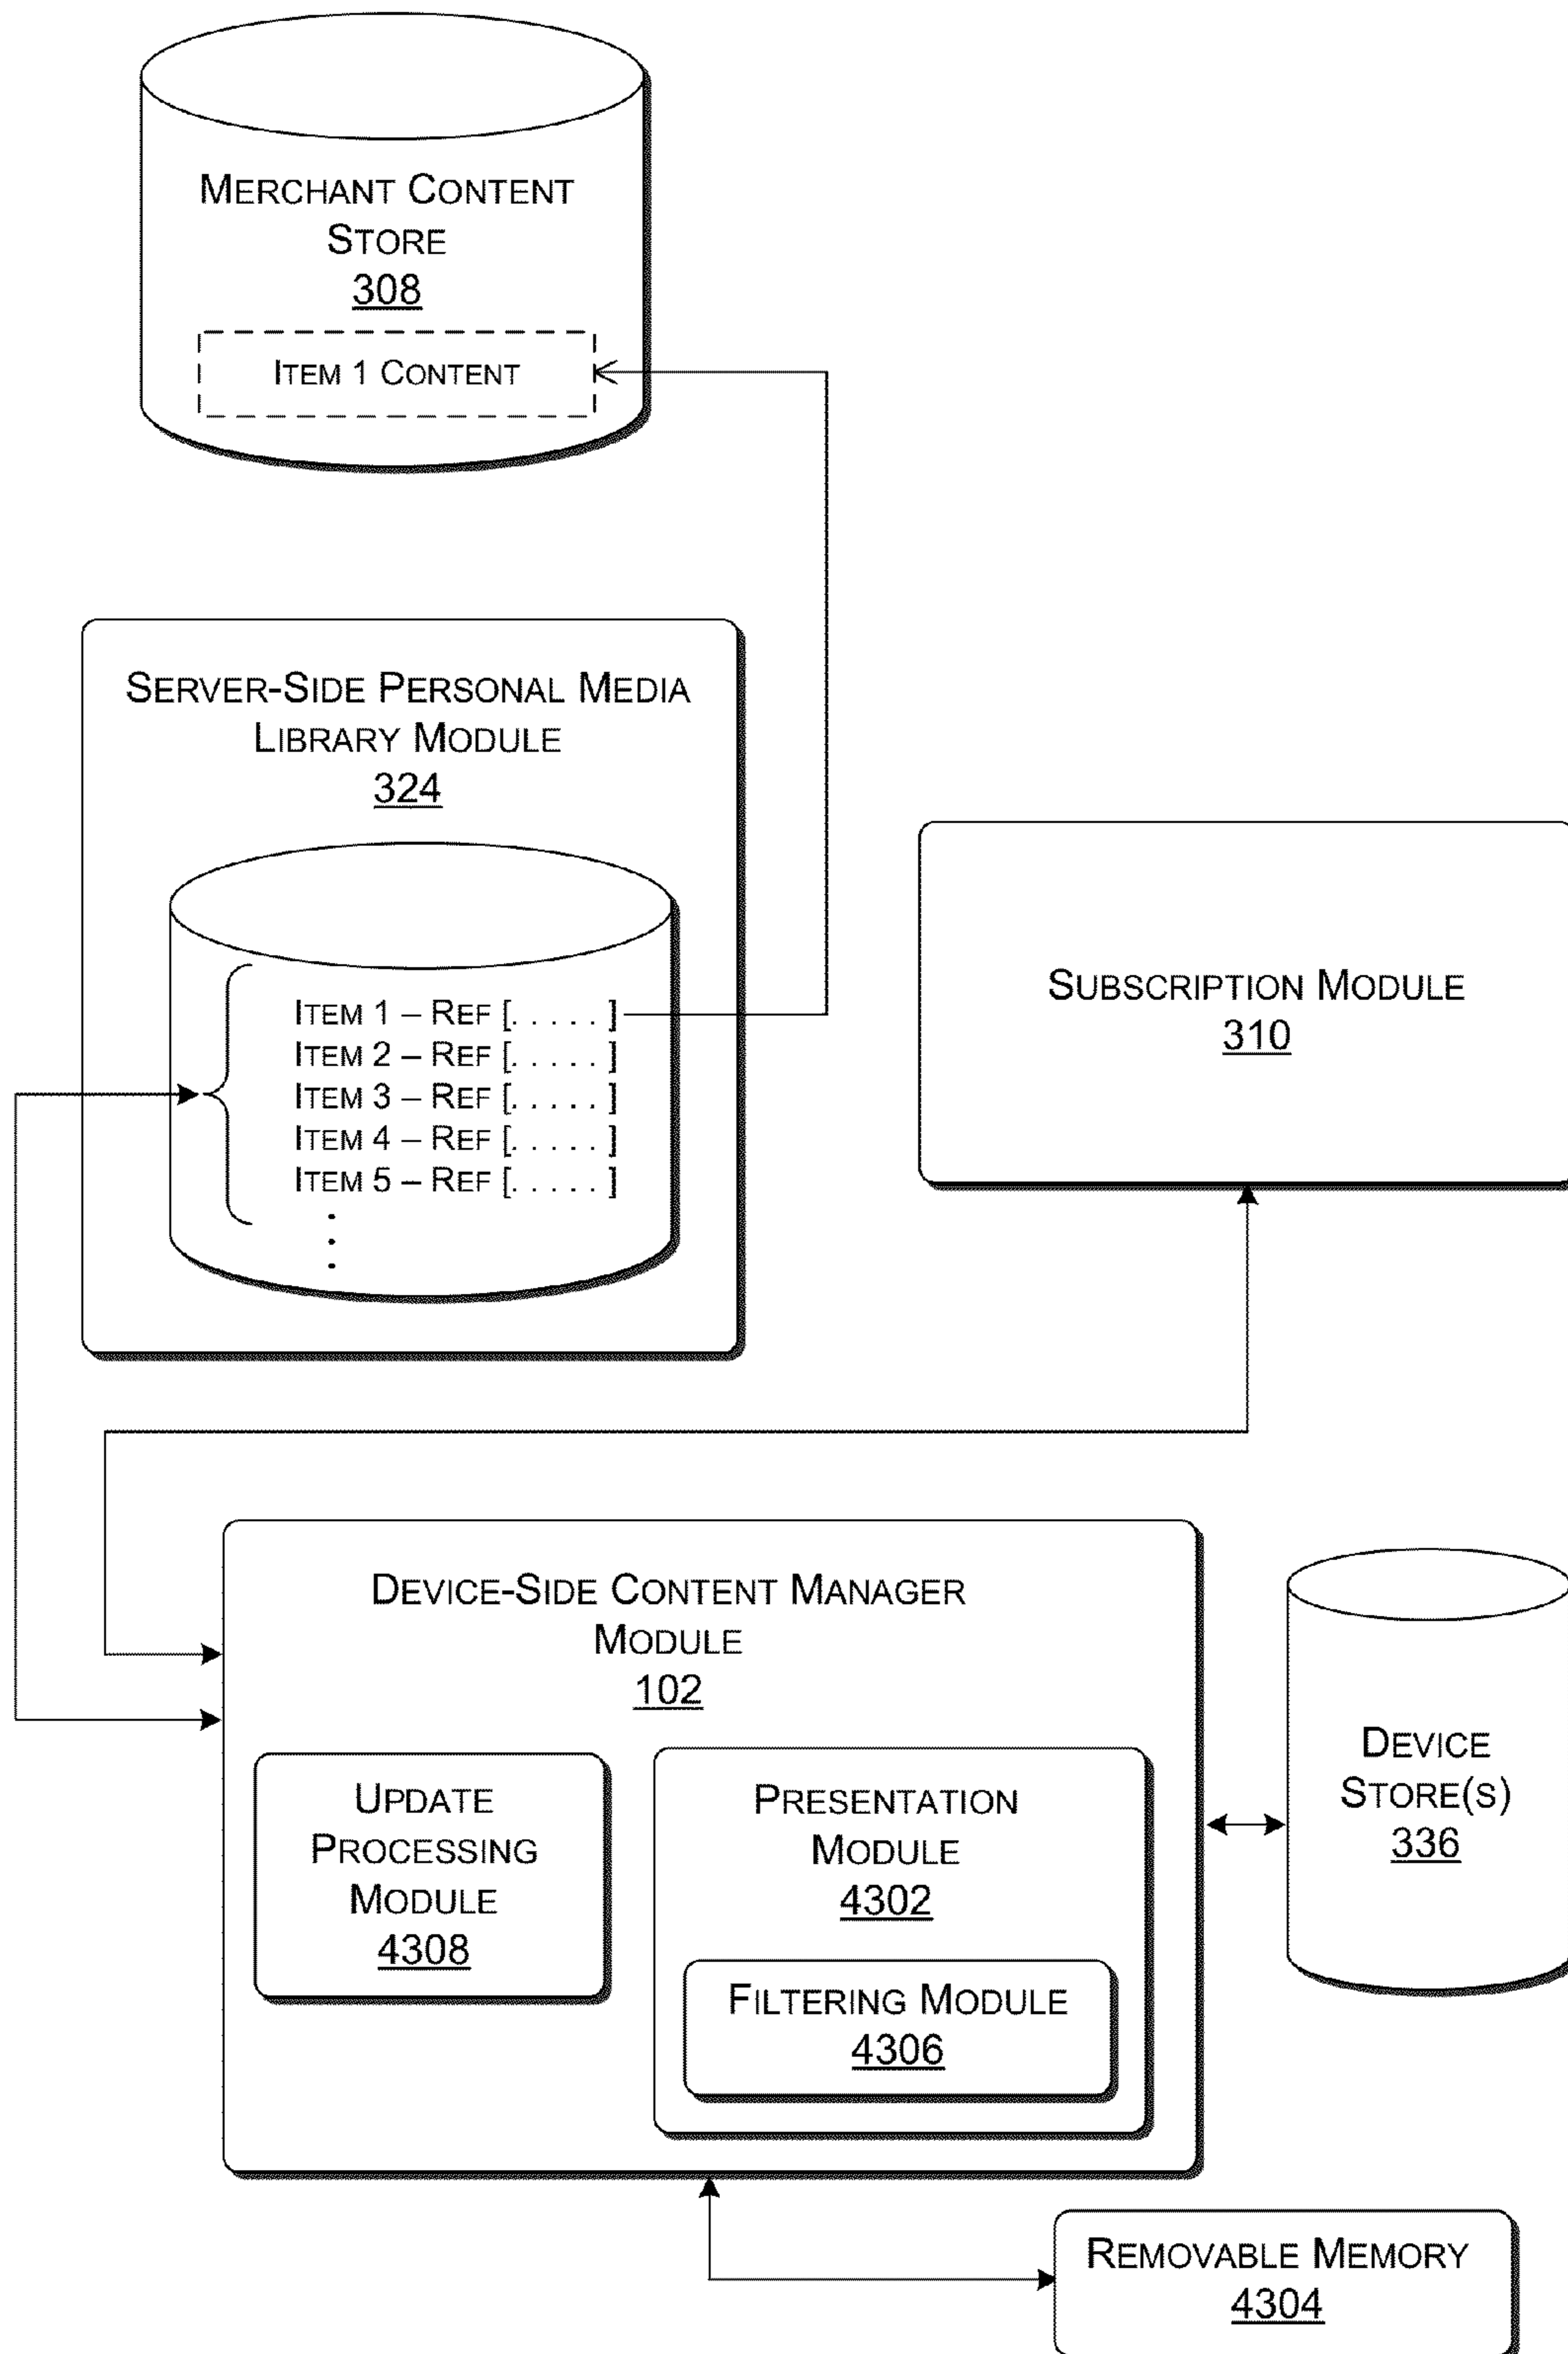 MERCHANT CONTENT
STORE
308
ITEM 1 CONTENT
SERVER-SIDE PERSONAL MEDIA
LIBRARY MODULE
324
ITEM 1 – REF [. . . . . ]
ITEM 2 – REF [. . . . . ]
ITEM 3 – REF [. . . . . ]
ITEM 4 – REF [. . . . . ]
ITEM 5 – REF [. . . . . ]
SUBSCRIPTION MODULE
310
DEVICE-SIDE CONTENT MANAGER
MODULE
102
UPDATE
PROCESSING
MODULE
4308
PRESENTATION
MODULE
4302
FILTERING MODULE
4306
DEVICE
STORE(S)
336
REMOVABLE MEMORY
4304